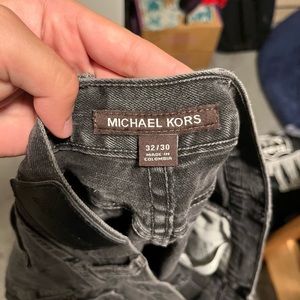 MICHAEL KORS
32/30
MADE IN
COLOMBIA